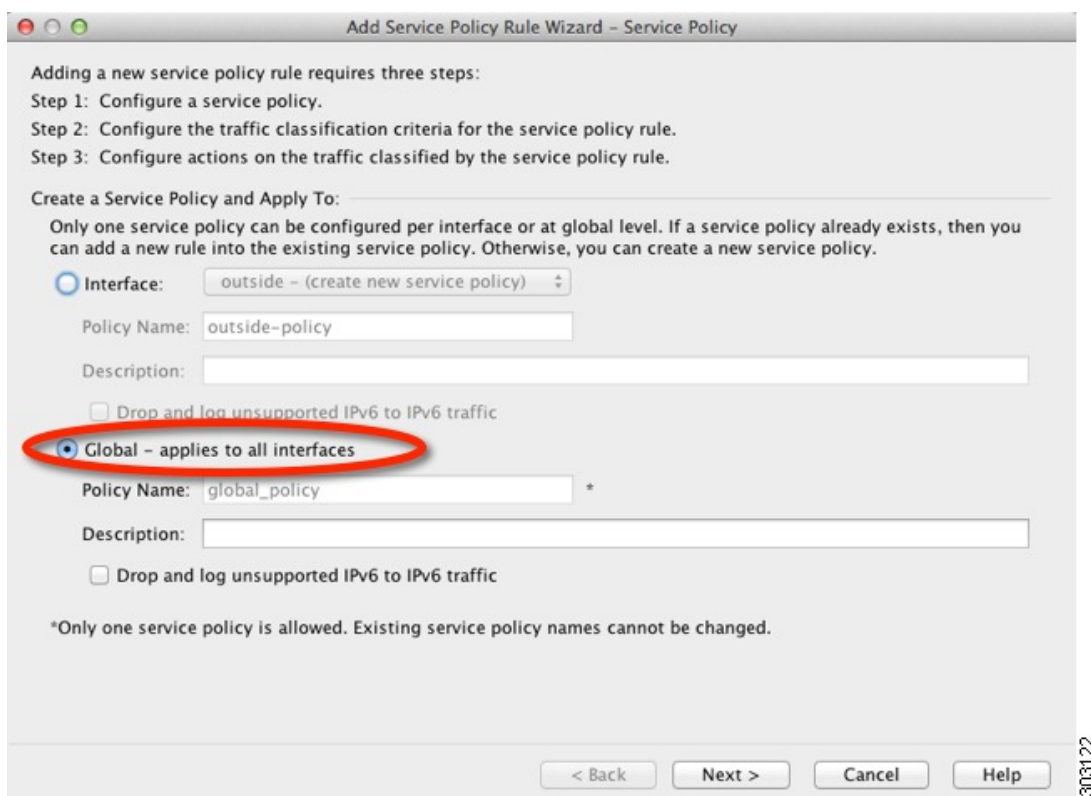 Add Service Policy Rule Wizard – Service Policy
Adding a new service policy rule requires three steps:
Step 1: Configure a service policy.
Step 2: Configure the traffic classification criteria for the service policy rule.
Step 3: Configure actions on the traffic classified by the service policy rule.
Create a Service Policy and Apply To:
Only one service policy can be configured per interface or at global level. If a service policy already exists, then you
can add a new rule into the existing service policy. Otherwise, you can create a new service policy.
Interface: outside – (create new service policy)
Policy Name: outside-policy
Description:
Drop and log unsupported IPv6 to IPv6 traffic
Global – applies to all interfaces
Policy Name: global_policy *
Description:
Drop and log unsupported IPv6 to IPv6 traffic
*Only one service policy is allowed. Existing service policy names cannot be changed.
< Back Next > Cancel Help
303122